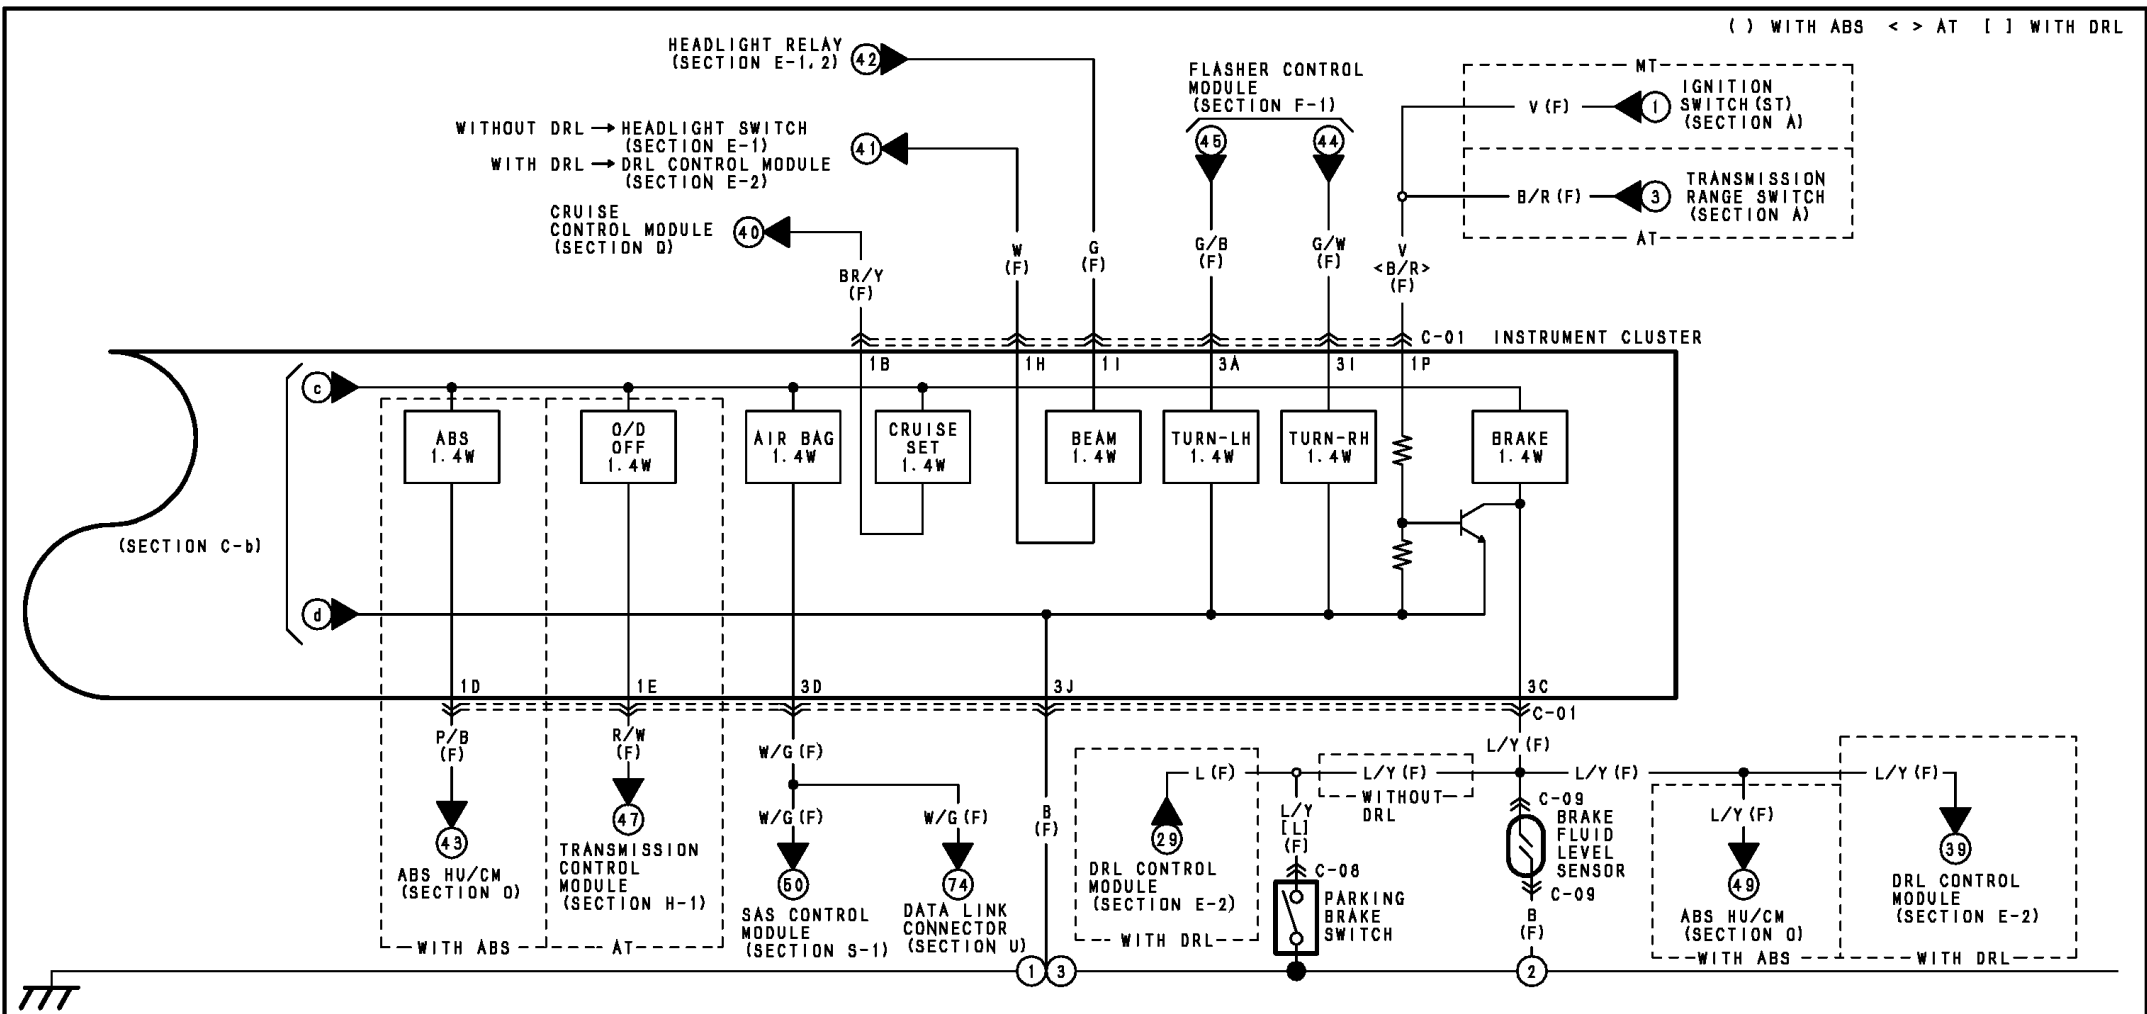 ( ) WITH ABS < > AT [ ] WITH DRL
HEADLIGHT RELAY
(SECTION E-1,2)
42
WITHOUT DRL → HEADLIGHT SWITCH
(SECTION E-1)
WITH DRL → DRL CONTROL MODULE
(SECTION E-2)
41
CRUISE
CONTROL MODULE
(SECTION Q)
40
FLASHER CONTROL
MODULE
(SECTION F-1)
45
44
MT
V (F)
1
IGNITION
SWITCH (ST)
(SECTION A)
B/R (F)
3
TRANSMISSION
RANGE SWITCH
(SECTION A)
AT
BR/Y
(F)
W
(F)
G
(F)
G/B
(F)
G/W
(F)
V
<B/R>
(F)
C-01 INSTRUMENT CLUSTER
1B
1H
1I
3A
3I
1P
c
ABS
1.4W
O/D
OFF
1.4W
AIR BAG
1.4W
CRUISE
SET
1.4W
BEAM
1.4W
TURN-LH
1.4W
TURN-RH
1.4W
BRAKE
1.4W
(SECTION C-b)
d
1D
1E
3D
3J
3C
C-01
P/B
(F)
R/W
(F)
W/G (F)
W/G (F)
W/G (F)
B
(F)
L/Y (F)
L (F)
L/Y (F)
L/Y (F)
L/Y (F)
WITHOUT
DRL
L/Y
[L]
(F)
L/Y (F)
43
ABS HU/CM
(SECTION O)
WITH ABS
47
TRANSMISSION
CONTROL
MODULE
(SECTION H-1)
AT
50
SAS CONTROL
MODULE
(SECTION S-1)
74
DATA LINK
CONNECTOR
(SECTION U)
29
DRL CONTROL
MODULE
(SECTION E-2)
WITH DRL
C-08
PARKING
BRAKE
SWITCH
C-09
BRAKE
FLUID
LEVEL
SENSOR
C-09
B
(F)
49
ABS HU/CM
(SECTION O)
WITH ABS
39
DRL CONTROL
MODULE
(SECTION E-2)
WITH DRL
1
3
2